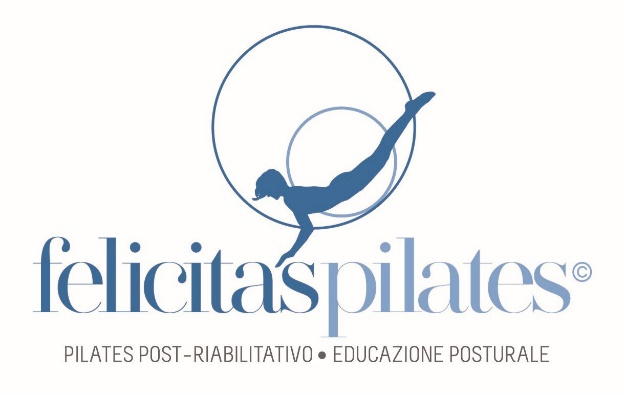 felicitaspilates©
PILATES POST-RIABILITATIVO • EDUCAZIONE POSTURALE